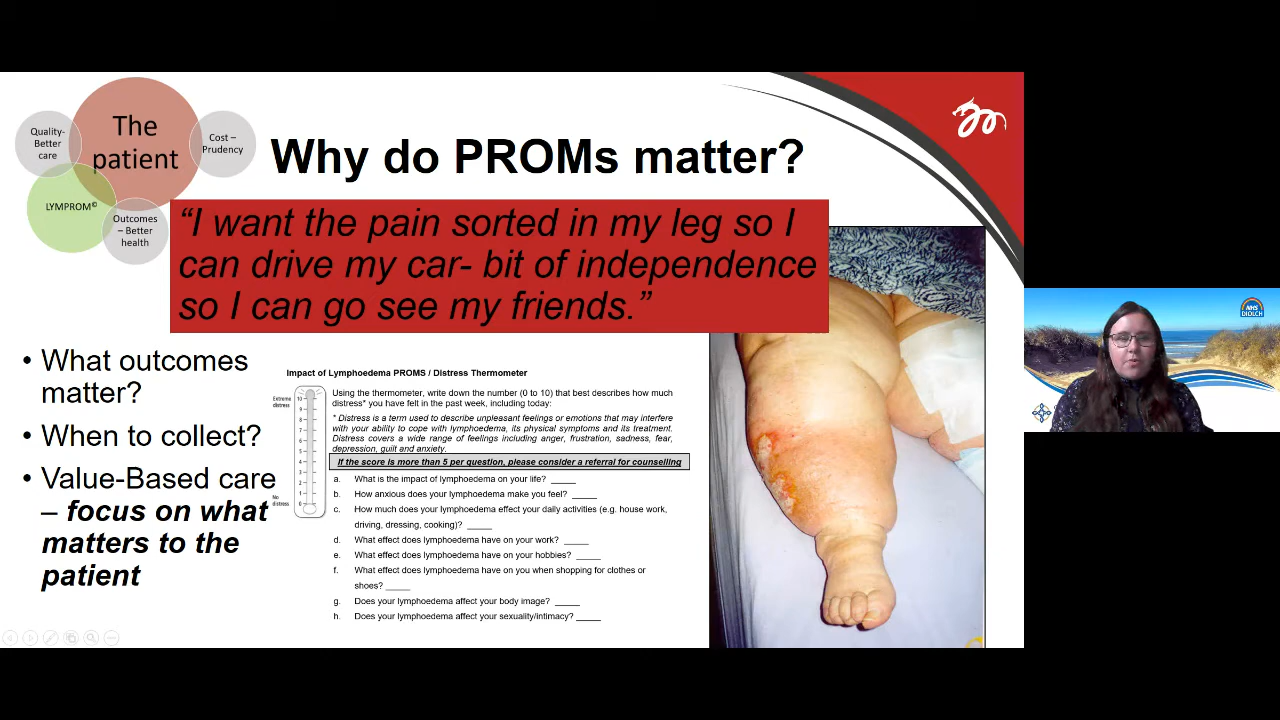 The
patient
Quality-
Better
care
Cost –
Prudency
LYMPROM©
Outcomes
– Better
health
Why do PROMs matter?
“I want the pain sorted in my leg so I
can drive my car- bit of independence
so I can go see my friends.”
• What outcomes
matter?
• When to collect?
• Value-Based care
– focus on what
matters to the
patient
Impact of Lymphoedema PROMS / Distress Thermometer
Extreme
distress
10
9
8
7
6
5
4
3
2
1
0
No
distress
Using the thermometer, write down the number (0 to 10) that best describes how much
distress* you have felt in the past week, including today:
* Distress is a term used to describe unpleasant feelings or emotions that may interfere
with your ability to cope with lymphoedema, its physical symptoms and its treatment.
Distress covers a wide range of feelings including anger, frustration, sadness, fear,
depression, guilt and anxiety.
If the score is more than 5 per question, please consider a referral for counselling
a. What is the impact of lymphoedema on your life? _____
b. How anxious does your lymphoedema make you feel? _____
c. How much does your lymphoedema effect your daily activities (e.g. house work,
driving, dressing, cooking)? _____
d. What effect does lymphoedema have on your work? _____
e. What effect does lymphoedema have on your hobbies? _____
f. What effect does lymphoedema have on you when shopping for clothes or
shoes? _____
g. Does your lymphoedema affect your body image? _____
h. Does your lymphoedema affect your sexuality/intimacy? _____
NHS
DIOLCH